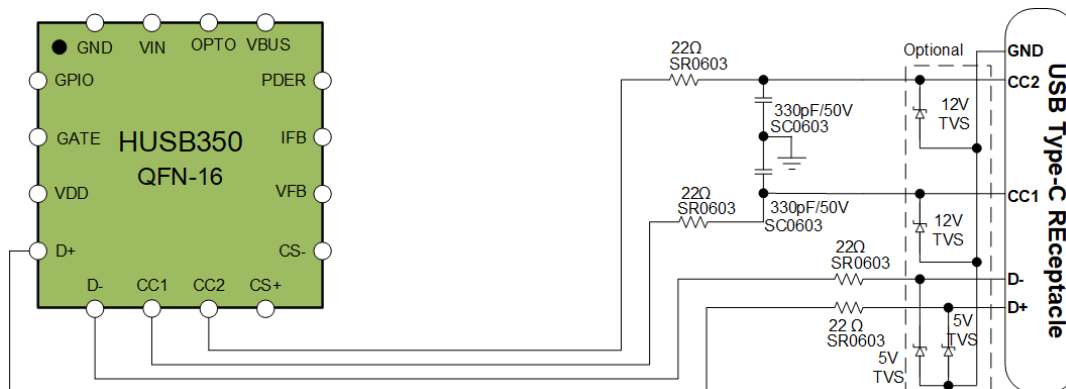 GND VIN OPTO VBUS
GPIO PDER
GATE IFB
HUSB350
QFN-16
VDD VFB
D+ CS-
D- CC1 CC2 CS+
22Ω
SR0603
330pF/50V
SC0603
22Ω
SR0603
330pF/50V
SC0603
22Ω
SR0603
22 Ω
SR0603
Optional
12V
TVS
12V
TVS
5V
TVS
5V
TVS
GND
CC2
CC1
D-
D+
USB Type-C REceptacle